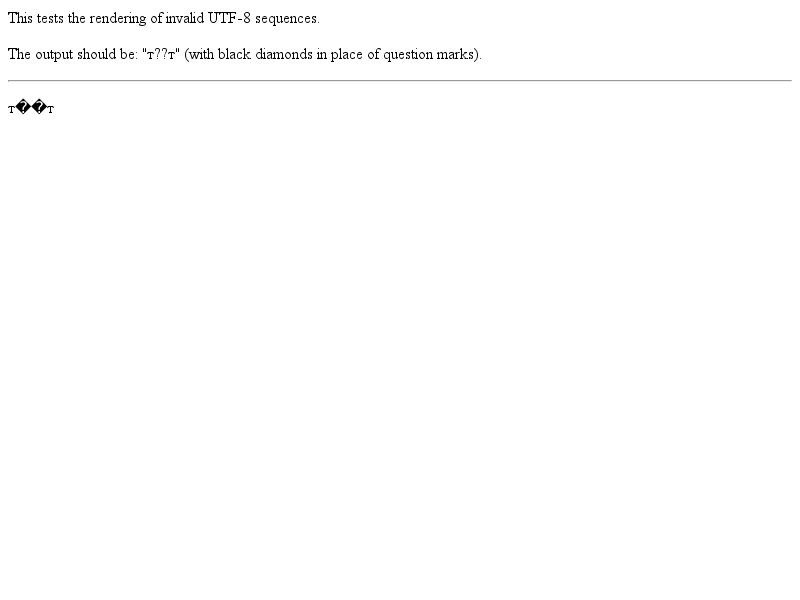 This tests the rendering of invalid UTF-8 sequences.
The output should be: "т??т" (with black diamonds in place of question marks).
т��т